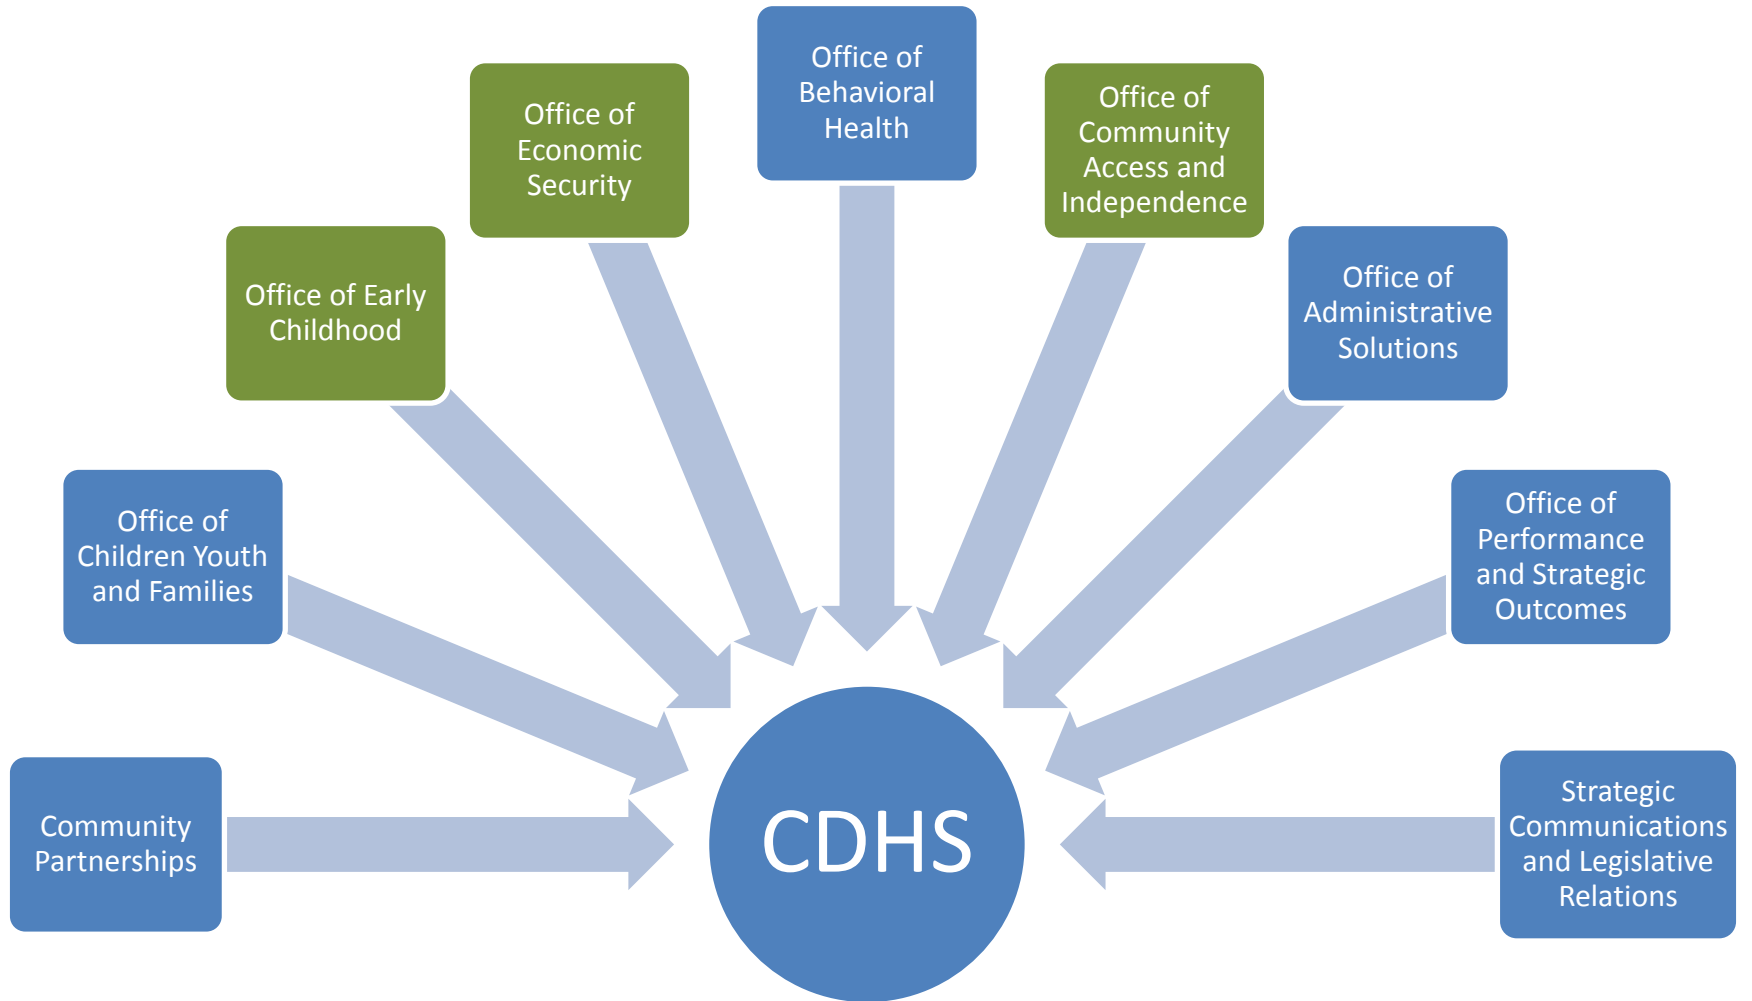 Office of
Behavioral
Health
Office of
Economic
Security
Office of
Community
Access and
Independence
Office of Early
Childhood
Office of
Administrative
Solutions
Office of
Children Youth
and Families
Office of
Performance
and Strategic
Outcomes
Community
Partnerships
CDHS
Strategic
Communications
and Legislative
Relations